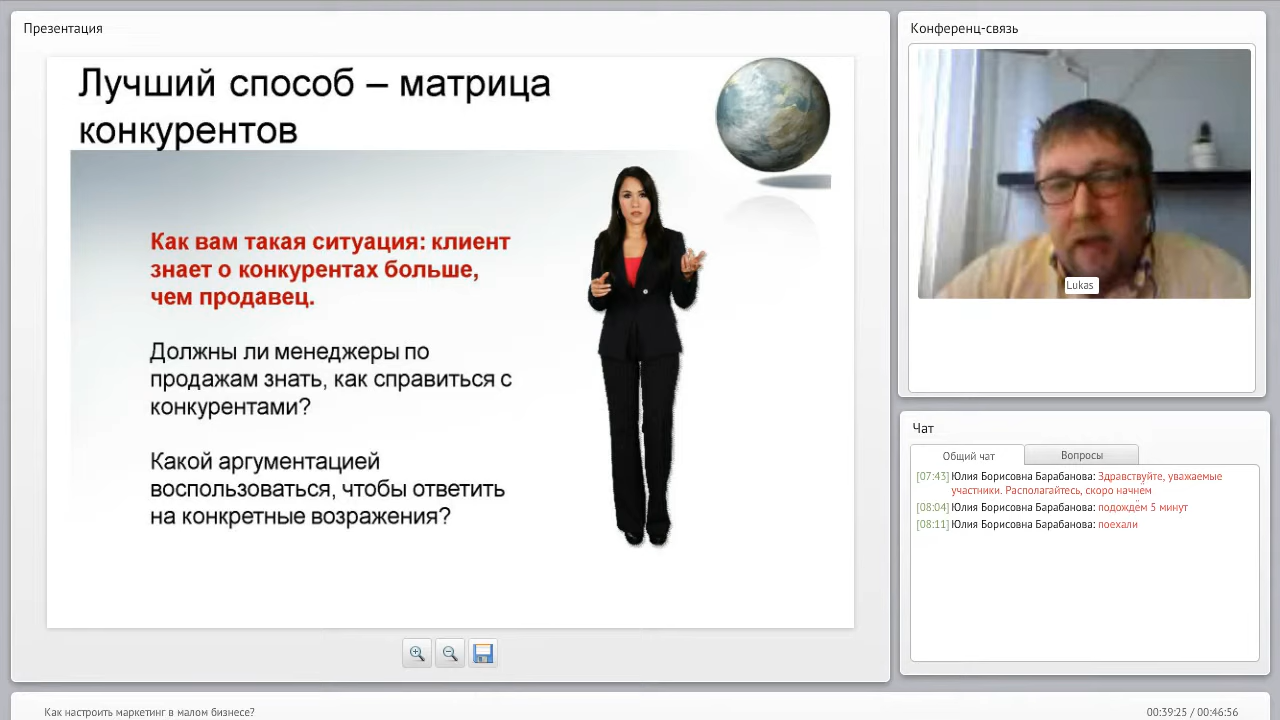 Презентация
Лучший способ – матрица
конкурентов
Как вам такая ситуация: клиент
знает о конкурентах больше,
чем продавец.
Должны ли менеджеры по
продажам знать, как справиться с
конкурентами?
Какой аргументацией
воспользоваться, чтобы ответить
на конкретные возражения?
Конференц-связь
Lukas
Чат
Общий чат
Вопросы
[07:43] Юлия Борисовна Барабанова: Здравствуйте, уважаемые
участники. Располагайтесь, скоро начнём
[08:04] Юлия Борисовна Барабанова: подождём 5 минут
[08:11] Юлия Борисовна Барабанова: поехали
Как настроить маркетинг в малом бизнесе?
00:39:25 / 00:46:56